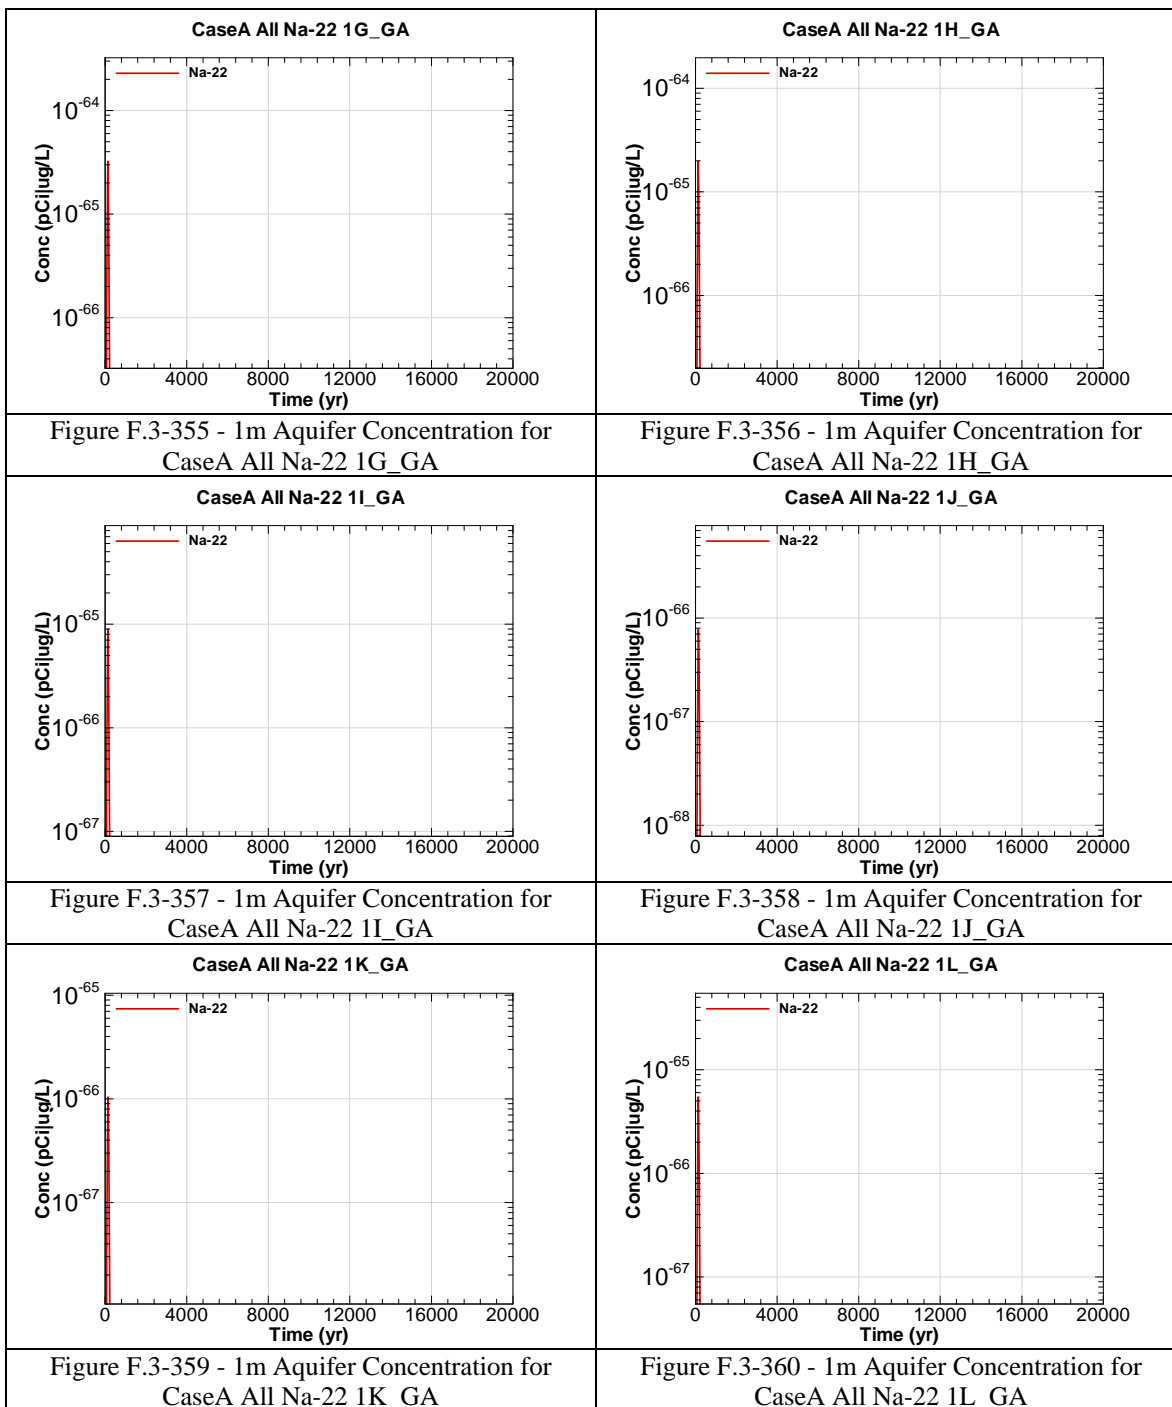 CaseA All Na-22 1G_GA
Na-22
10^-64
10^-65
10^-66
Conc (pCi|ug/L)
0 4000 8000 12000 16000 20000
Time (yr)
Figure F.3-355 - 1m Aquifer Concentration for
CaseA All Na-22 1G_GA
CaseA All Na-22 1H_GA
Na-22
10^-64
10^-65
10^-66
Conc (pCi|ug/L)
0 4000 8000 12000 16000 20000
Time (yr)
Figure F.3-356 - 1m Aquifer Concentration for
CaseA All Na-22 1H_GA
CaseA All Na-22 1I_GA
Na-22
10^-65
10^-66
10^-67
Conc (pCi|ug/L)
0 4000 8000 12000 16000 20000
Time (yr)
Figure F.3-357 - 1m Aquifer Concentration for
CaseA All Na-22 1I_GA
CaseA All Na-22 1J_GA
Na-22
10^-66
10^-67
10^-68
Conc (pCi|ug/L)
0 4000 8000 12000 16000 20000
Time (yr)
Figure F.3-358 - 1m Aquifer Concentration for
CaseA All Na-22 1J_GA
CaseA All Na-22 1K_GA
Na-22
10^-65
10^-66
10^-67
Conc (pCi|ug/L)
0 4000 8000 12000 16000 20000
Time (yr)
Figure F.3-359 - 1m Aquifer Concentration for
CaseA All Na-22 1K_GA
CaseA All Na-22 1L_GA
Na-22
10^-65
10^-66
10^-67
Conc (pCi|ug/L)
0 4000 8000 12000 16000 20000
Time (yr)
Figure F.3-360 - 1m Aquifer Concentration for
CaseA All Na-22 1L_GA